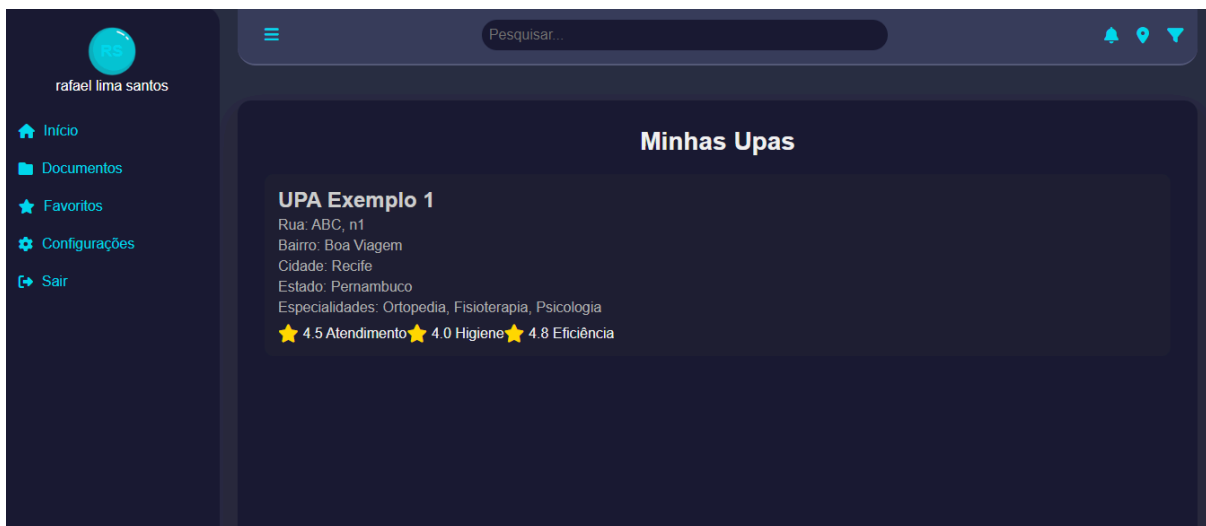 RS
rafael lima santos
Início
Documentos
Favoritos
Configurações
Sair
Pesquisar...
Minhas Upas
UPA Exemplo 1
Rua: ABC, n1
Bairro: Boa Viagem
Cidade: Recife
Estado: Pernambuco
Especialidades: Ortopedia, Fisioterapia, Psicologia
4.5 Atendimento 4.0 Higiene 4.8 Eficiência